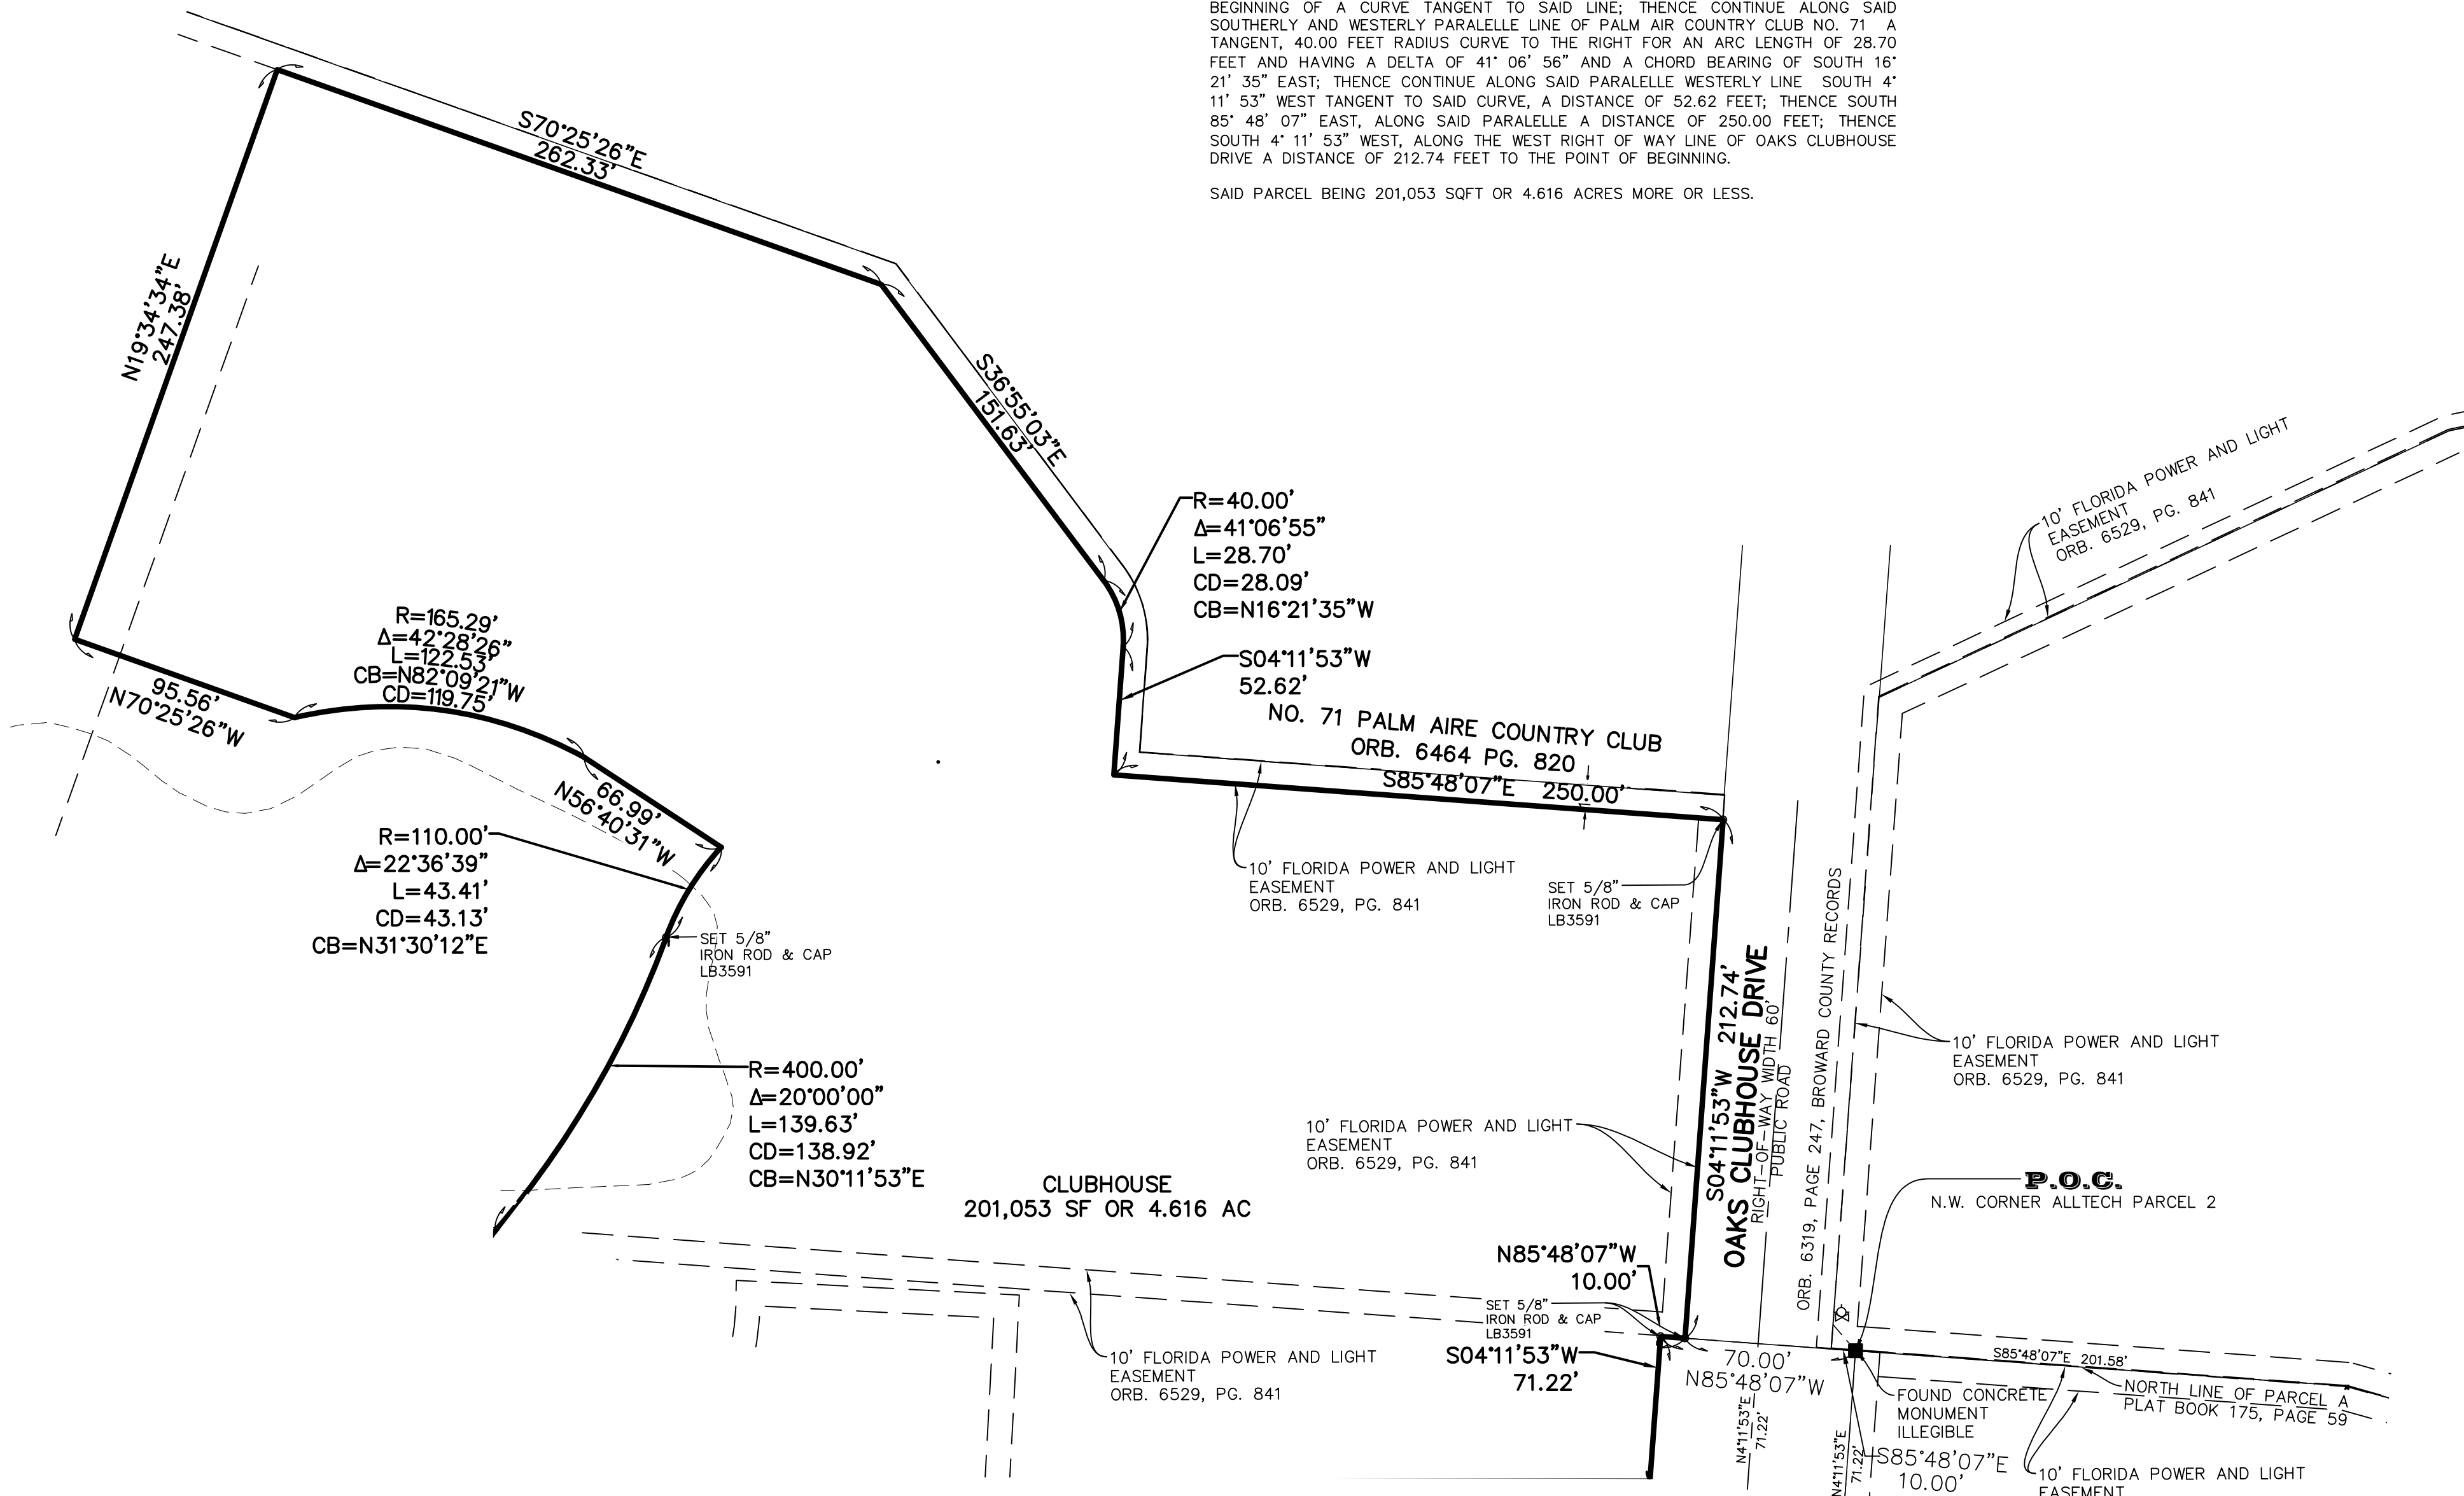 BEGINNING OF A CURVE TANGENT TO SAID LINE; THENCE CONTINUE ALONG SAID
SOUTHERLY AND WESTERLY PARALELLE LINE OF PALM AIR COUNTRY CLUB NO. 71 A
TANGENT, 40.00 FEET RADIUS CURVE TO THE RIGHT FOR AN ARC LENGTH OF 28.70
FEET AND HAVING A DELTA OF 41° 06' 56" AND A CHORD BEARING OF SOUTH 16°
21' 35" EAST; THENCE CONTINUE ALONG SAID PARALELLE WESTERLY LINE SOUTH 4°
11' 53" WEST TANGENT TO SAID CURVE, A DISTANCE OF 52.62 FEET; THENCE SOUTH
85° 48' 07" EAST, ALONG SAID PARALELLE A DISTANCE OF 250.00 FEET; THENCE
SOUTH 4° 11' 53" WEST, ALONG THE WEST RIGHT OF WAY LINE OF OAKS CLUBHOUSE
DRIVE A DISTANCE OF 212.74 FEET TO THE POINT OF BEGINNING.
SAID PARCEL BEING 201,053 SQFT OR 4.616 ACRES MORE OR LESS.
S70°25'26"E
262.33'
N19°34'34"E
247.38'
S36°55'03"E
151.63'
R=40.00'
Δ=41°06'55"
L=28.70'
CD=28.09'
CB=N16°21'35"W
S04°11'53"W
52.62'
NO. 71 PALM AIRE COUNTRY CLUB
ORB. 6464 PG. 820
S85°48'07"E 250.00'
10' FLORIDA POWER AND LIGHT
EASEMENT
ORB. 6529, PG. 841
R=165.29'
Δ=42°28'26"
L=122.53'
CB=N82°09'21"W
CD=119.75'
95.56'
N70°25'26"W
66.99'
N56°40'31"W
R=110.00'
Δ=22°36'39"
L=43.41'
CD=43.13'
CB=N31°30'12"E
SET 5/8"
IRON ROD & CAP
LB3591
10' FLORIDA POWER AND LIGHT
EASEMENT
ORB. 6529, PG. 841
SET 5/8"
IRON ROD & CAP
LB3591
R=400.00'
Δ=20°00'00"
L=139.63'
CD=138.92'
CB=N30°11'53"E
CLUBHOUSE
201,053 SF OR 4.616 AC
10' FLORIDA POWER AND LIGHT
EASEMENT
ORB. 6529, PG. 841
S04°11'53"W 212.74'
OAKS CLUBHOUSE DRIVE
RIGHT-OF-WAY WIDTH 60'
PUBLIC ROAD
ORB. 6319, PAGE 247, BROWARD COUNTY RECORDS
10' FLORIDA POWER AND LIGHT
EASEMENT
ORB. 6529, PG. 841
P.O.C.
N.W. CORNER ALLTECH PARCEL 2
N85°48'07"W
10.00'
SET 5/8"
IRON ROD & CAP
LB3591
S04°11'53"W
71.22'
10' FLORIDA POWER AND LIGHT
EASEMENT
ORB. 6529, PG. 841
70.00'
N85°48'07"W
N4°11'53"E
71.22'
N4°11'53"E
71.22'
S85°48'07"E 201.58'
NORTH LINE OF PARCEL A
PLAT BOOK 175, PAGE 59
FOUND CONCRETE
MONUMENT
ILLEGIBLE
S85°48'07"E
10.00'
10' FLORIDA POWER AND LIGHT
EASEMENT